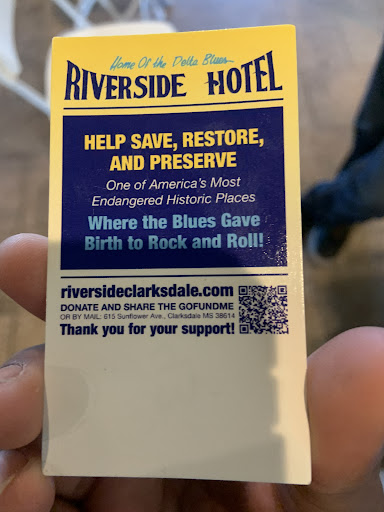 Home Of the Delta Blues
RIVERSIDE HOTEL
HELP SAVE, RESTORE,
AND PRESERVE
One of America's Most
Endangered Historic Places
Where the Blues Gave
Birth to Rock and Roll!
riversideclarksdale.com
DONATE AND SHARE THE GOFUNDME
OR BY MAIL: 615 Sunflower Ave., Clarksdale MS 38614
Thank you for your support!